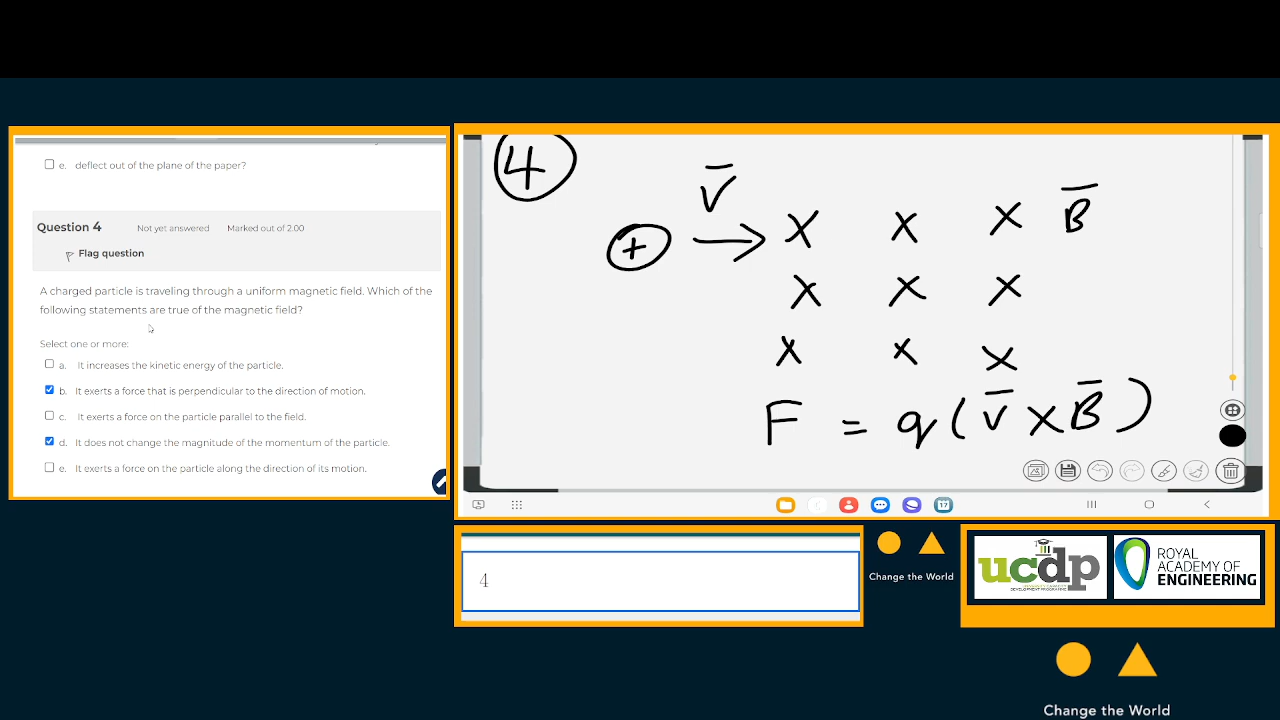 e. deflect out of the plane of the paper?
Question 4
Not yet answered
Marked out of 2.00
Flag question
A charged particle is traveling through a uniform magnetic field. Which of the
following statements are true of the magnetic field?
Select one or more:
a. It increases the kinetic energy of the particle.
b. It exerts a force that is perpendicular to the direction of motion.
c. It exerts a force on the particle parallel to the field.
d. It does not change the magnitude of the momentum of the particle.
e. It exerts a force on the particle along the direction of its motion.
4
V̅
+ → X X X B̅
X X X
X X X
F = q(v̅ X B̅)
17
4
Change the World
ucdp
ROYAL
ACADEMY OF
ENGINEERING
Change the World